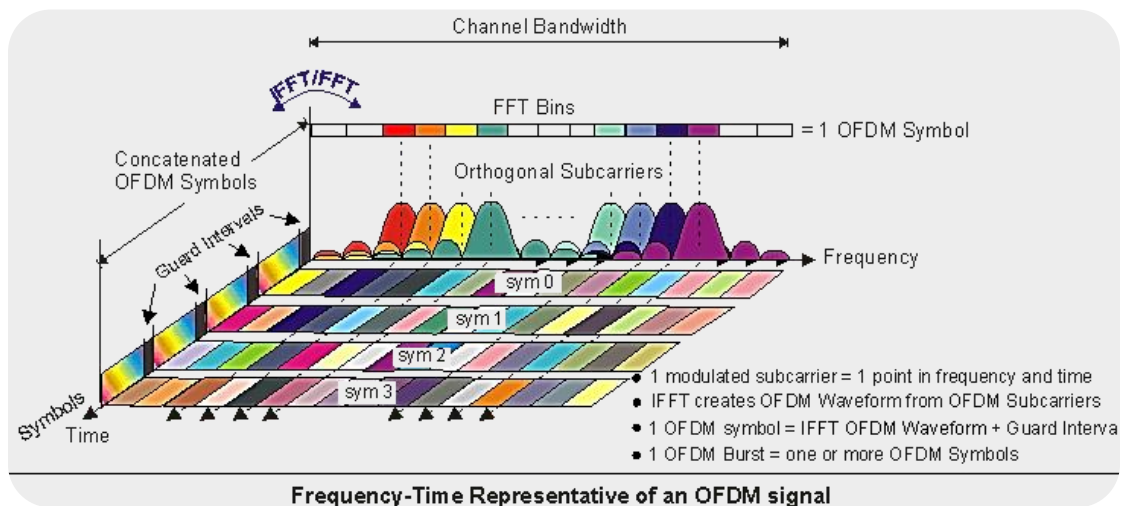 Channel Bandwidth
IFFT/FFT
FFT Bins
= 1 OFDM Symbol
Concatenated
OFDM Symbols
Orthogonal Subcarriers
Guard Intervals
Frequency
sym 0
sym 1
sym 2
sym 3
Symbols
Time
● 1 modulated subcarrier = 1 point in frequency and time
● IFFT creates OFDM Waveform from OFDM Subcarriers
● 1 OFDM symbol = IFFT OFDM Waveform + Guard Interva
● 1 OFDM Burst = one or more OFDM Symbols
Frequency-Time Representative of an OFDM signal